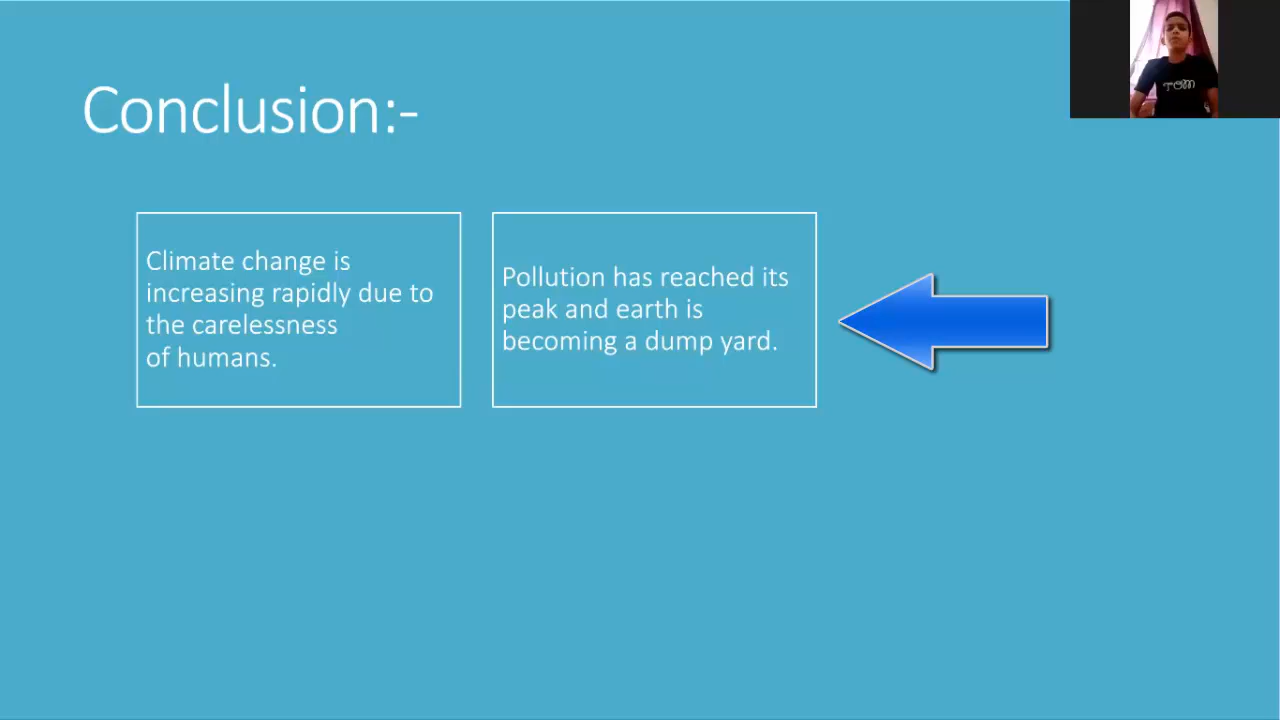 Conclusion:-
Climate change is
increasing rapidly due to
the carelessness
of humans.
Pollution has reached its
peak and earth is
becoming a dump yard.
TOM